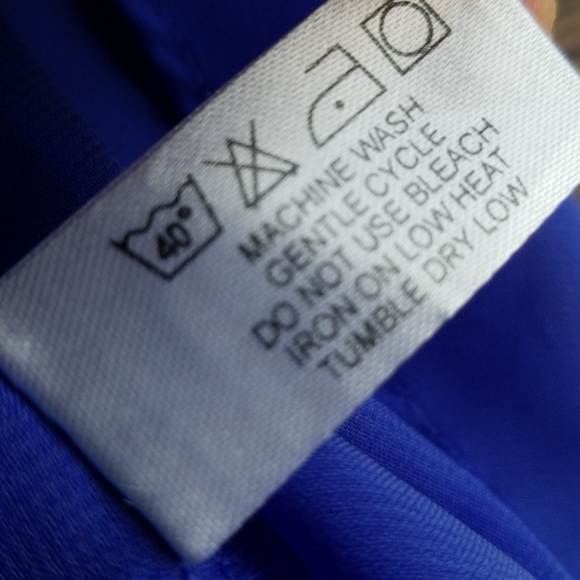 40°
MACHINE WASH
GENTLE CYCLE
DO NOT USE BLEACH
IRON ON LOW HEAT
TUMBLE DRY LOW